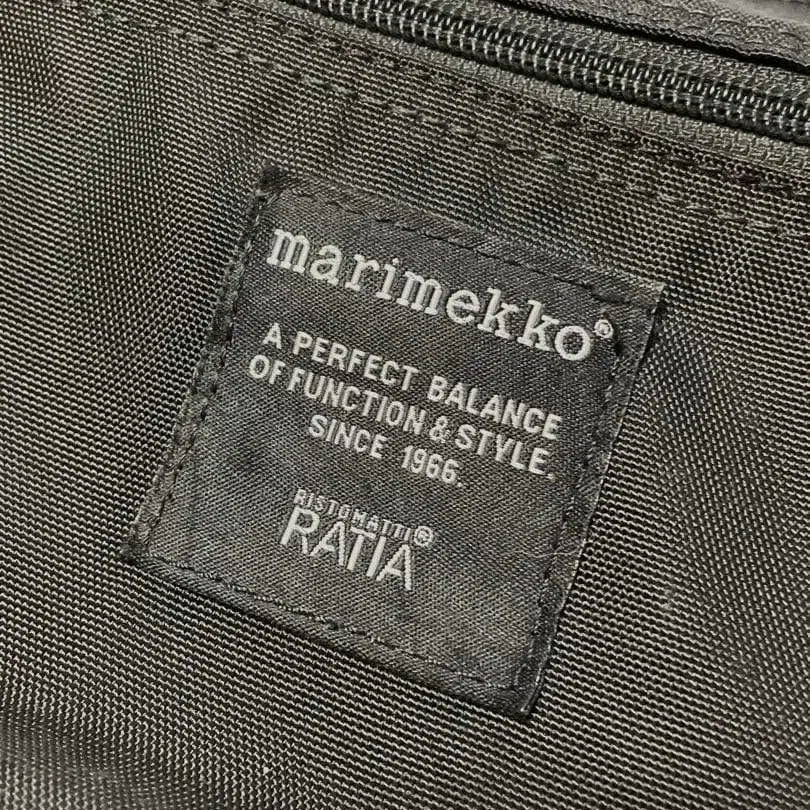 marimekko®
A PERFECT BALANCE
OF FUNCTION & STYLE.
SINCE 1966.
RISTOMATTI®
RATIA